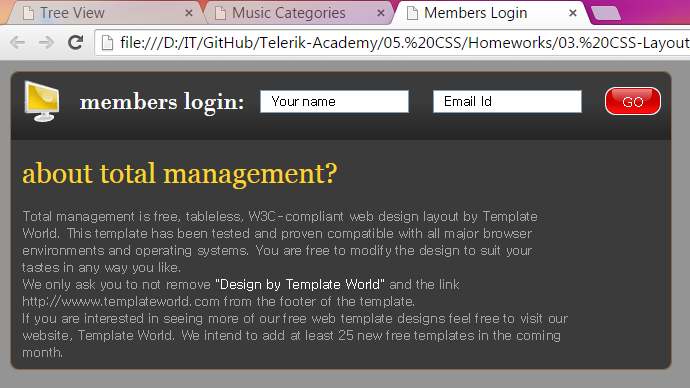 Tree View
Music Categories
Members Login
file:///D:/IT/GitHub/Telerik-Academy/05.%20CSS/Homeworks/03.%20CSS-Layout
members login: Your name Email Id GO
about total management?
Total management is free, tableless, W3C-compliant web design layout by Template
World. This template has been tested and proven compatible with all major browser
environments and operating systems. You are free to modify the design to suit your
tastes in any way you like.
We only ask you to not remove "Design by Template World" and the link
http://wwww.templateworld.com from the footer of the template.
If you are interested in seeing more of our free web template designs feel free to visit our
website, Template World. We intend to add at least 25 new free templates in the coming
month.